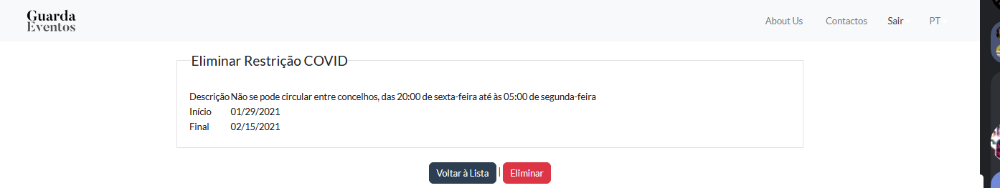 Guarda
Eventos
About Us Contactos Sair PT
Eliminar Restrição COVID
Descrição Não se pode circular entre concelhos, das 20:00 de sexta-feira até às 05:00 de segunda-feira
Início 01/29/2021
Final 02/15/2021
Voltar à Lista | Eliminar